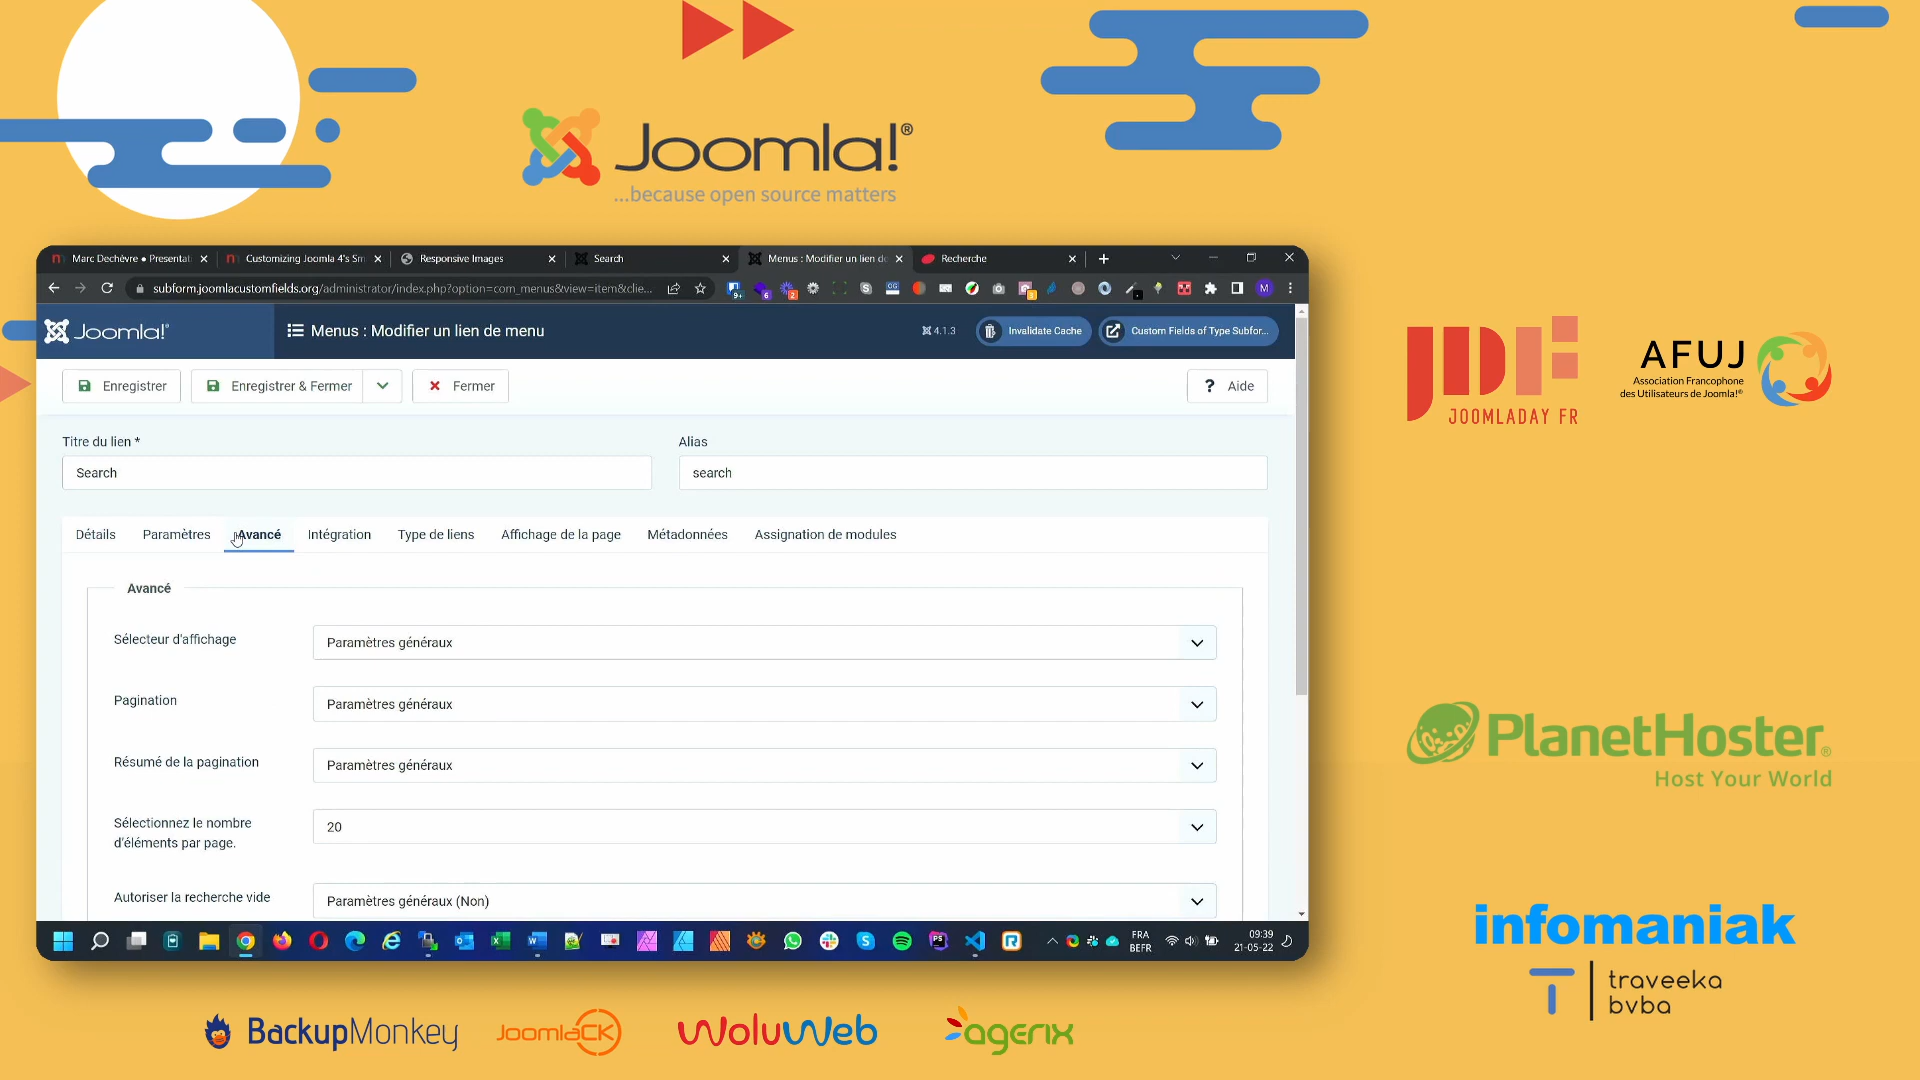 Joomla!®
...because open source matters
Marc Dechèvre • Presentati
Customizing Joomla 4's Sm
Responsive Images
Search
Menus : Modifier un lien de
Recherche
subform.joomlacustomfields.org/administrator/index.php?option=com_menus&view=item&clie...
Joomla!®
Menus : Modifier un lien de menu
4.1.3
Invalidate Cache
Custom Fields of Type Subfor...
Enregistrer
Enregistrer & Fermer
Fermer
? Aide
Titre du lien *
Alias
Search
search
Détails
Paramètres
Avancé
Intégration
Type de liens
Affichage de la page
Métadonnées
Assignation de modules
Avancé
Sélecteur d'affichage
Paramètres généraux
Pagination
Paramètres généraux
Résumé de la pagination
Paramètres généraux
Sélectionnez le nombre
d'éléments par page.
20
Autoriser la recherche vide
Paramètres généraux (Non)
FRA
BEFR
09:39
21-05-22
JDF
JOOMLADAY FR
AFUJ
Association Francophone
des Utilisateurs de Joomla!®
PlanetHoster®
Host Your World
infomaniak
T
traveeka
bvba
BackupMonkey
JoomlaCK
WoluWeb
agerix